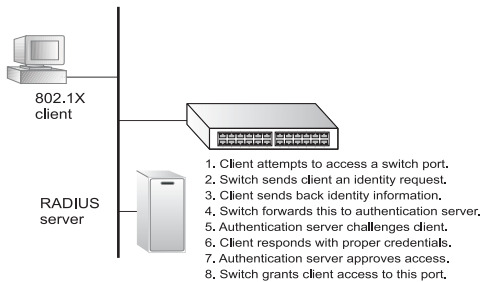 802.1X
client
1. Client attempts to access a switch port.
2. Switch sends client an identity request.
3. Client sends back identity information.
4. Switch forwards this to authentication server.
5. Authentication server challenges client.
6. Client responds with proper credentials.
7. Authentication server approves access.
8. Switch grants client access to this port.
RADIUS
server